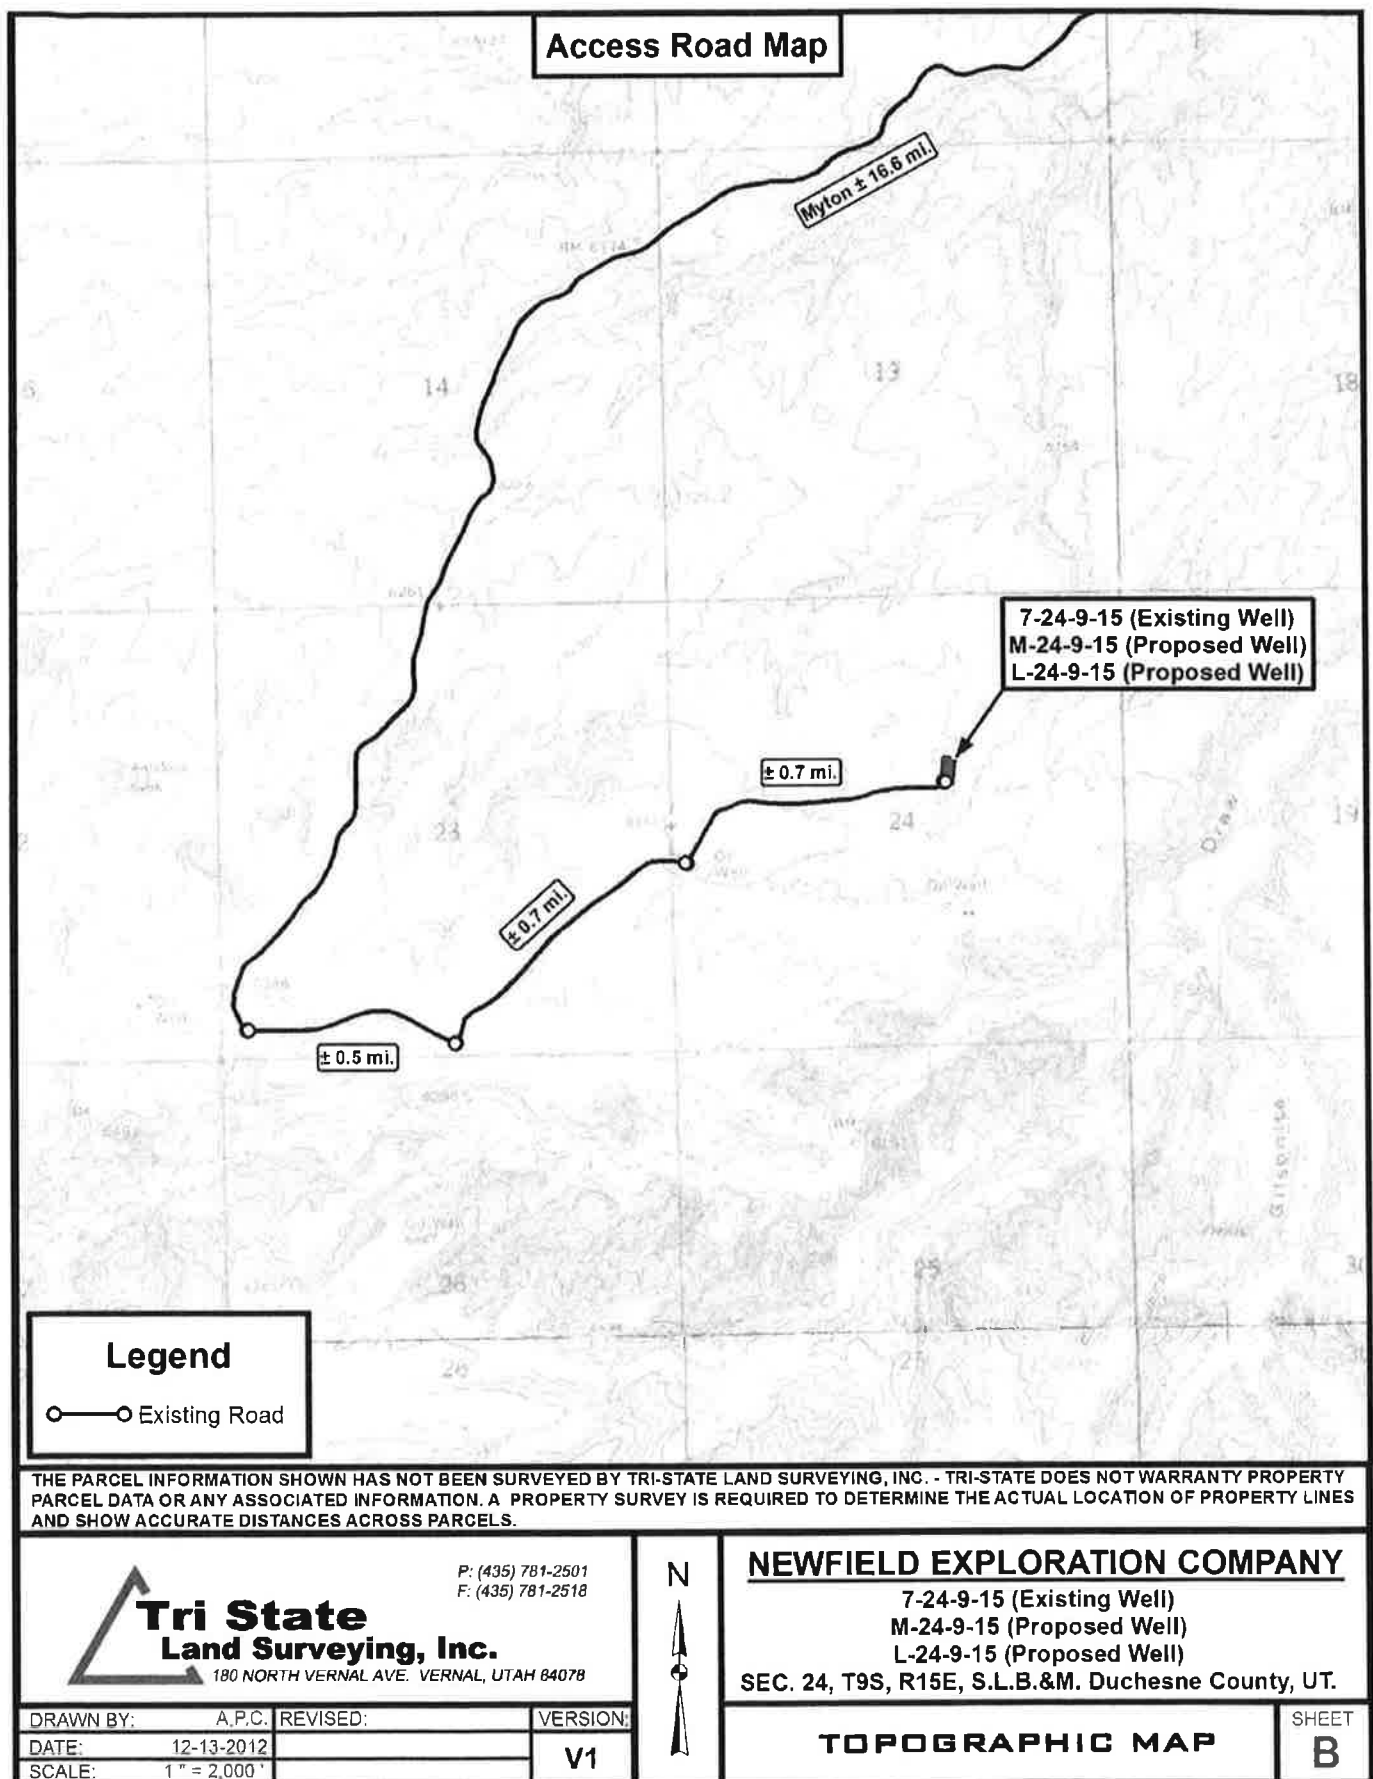 Access Road Map
Myton ± 16.6 mi.
14
13
18
7-24-9-15 (Existing Well)
M-24-9-15 (Proposed Well)
L-24-9-15 (Proposed Well)
± 0.7 mi.
23
24
19
Draw
± 0.7 mi.
± 0.5 mi.
Gilsonite
26
25
Legend
Existing Road
26
THE PARCEL INFORMATION SHOWN HAS NOT BEEN SURVEYED BY TRI-STATE LAND SURVEYING, INC. - TRI-STATE DOES NOT WARRANTY PROPERTY
PARCEL DATA OR ANY ASSOCIATED INFORMATION. A PROPERTY SURVEY IS REQUIRED TO DETERMINE THE ACTUAL LOCATION OF PROPERTY LINES
AND SHOW ACCURATE DISTANCES ACROSS PARCELS.
P: (435) 781-2501
F: (435) 781-2518
Tri State
Land Surveying, Inc.
180 NORTH VERNAL AVE. VERNAL, UTAH 84078
N
NEWFIELD EXPLORATION COMPANY
7-24-9-15 (Existing Well)
M-24-9-15 (Proposed Well)
L-24-9-15 (Proposed Well)
SEC. 24, T9S, R15E, S.L.B.&M. Duchesne County, UT.
DRAWN BY: A.P.C.
REVISED:
VERSION:
DATE: 12-13-2012
V1
SCALE: 1 " = 2,000 '
TOPOGRAPHIC MAP
SHEET
B